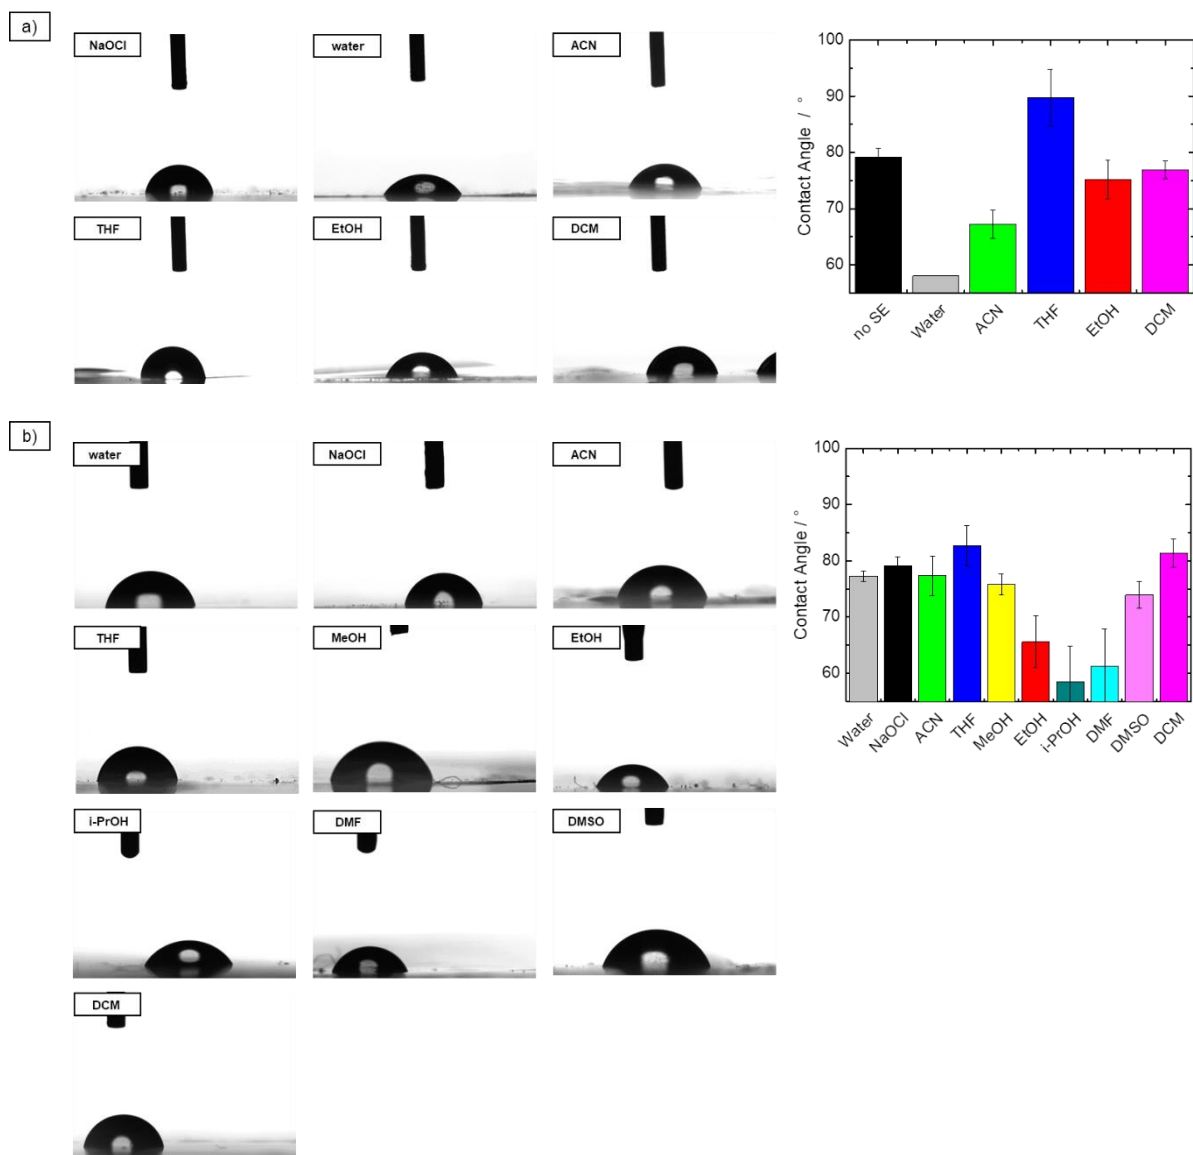 a)
NaOCl
water
ACN
THF
EtOH
DCM
Contact Angle / °
100
90
80
70
60
no SE
Water
ACN
THF
EtOH
DCM
b)
water
NaOCl
ACN
THF
MeOH
EtOH
i-PrOH
DMF
DMSO
DCM
Contact Angle / °
100
90
80
70
60
Water
NaOCl
ACN
THF
MeOH
EtOH
i-PrOH
DMF
DMSO
DCM